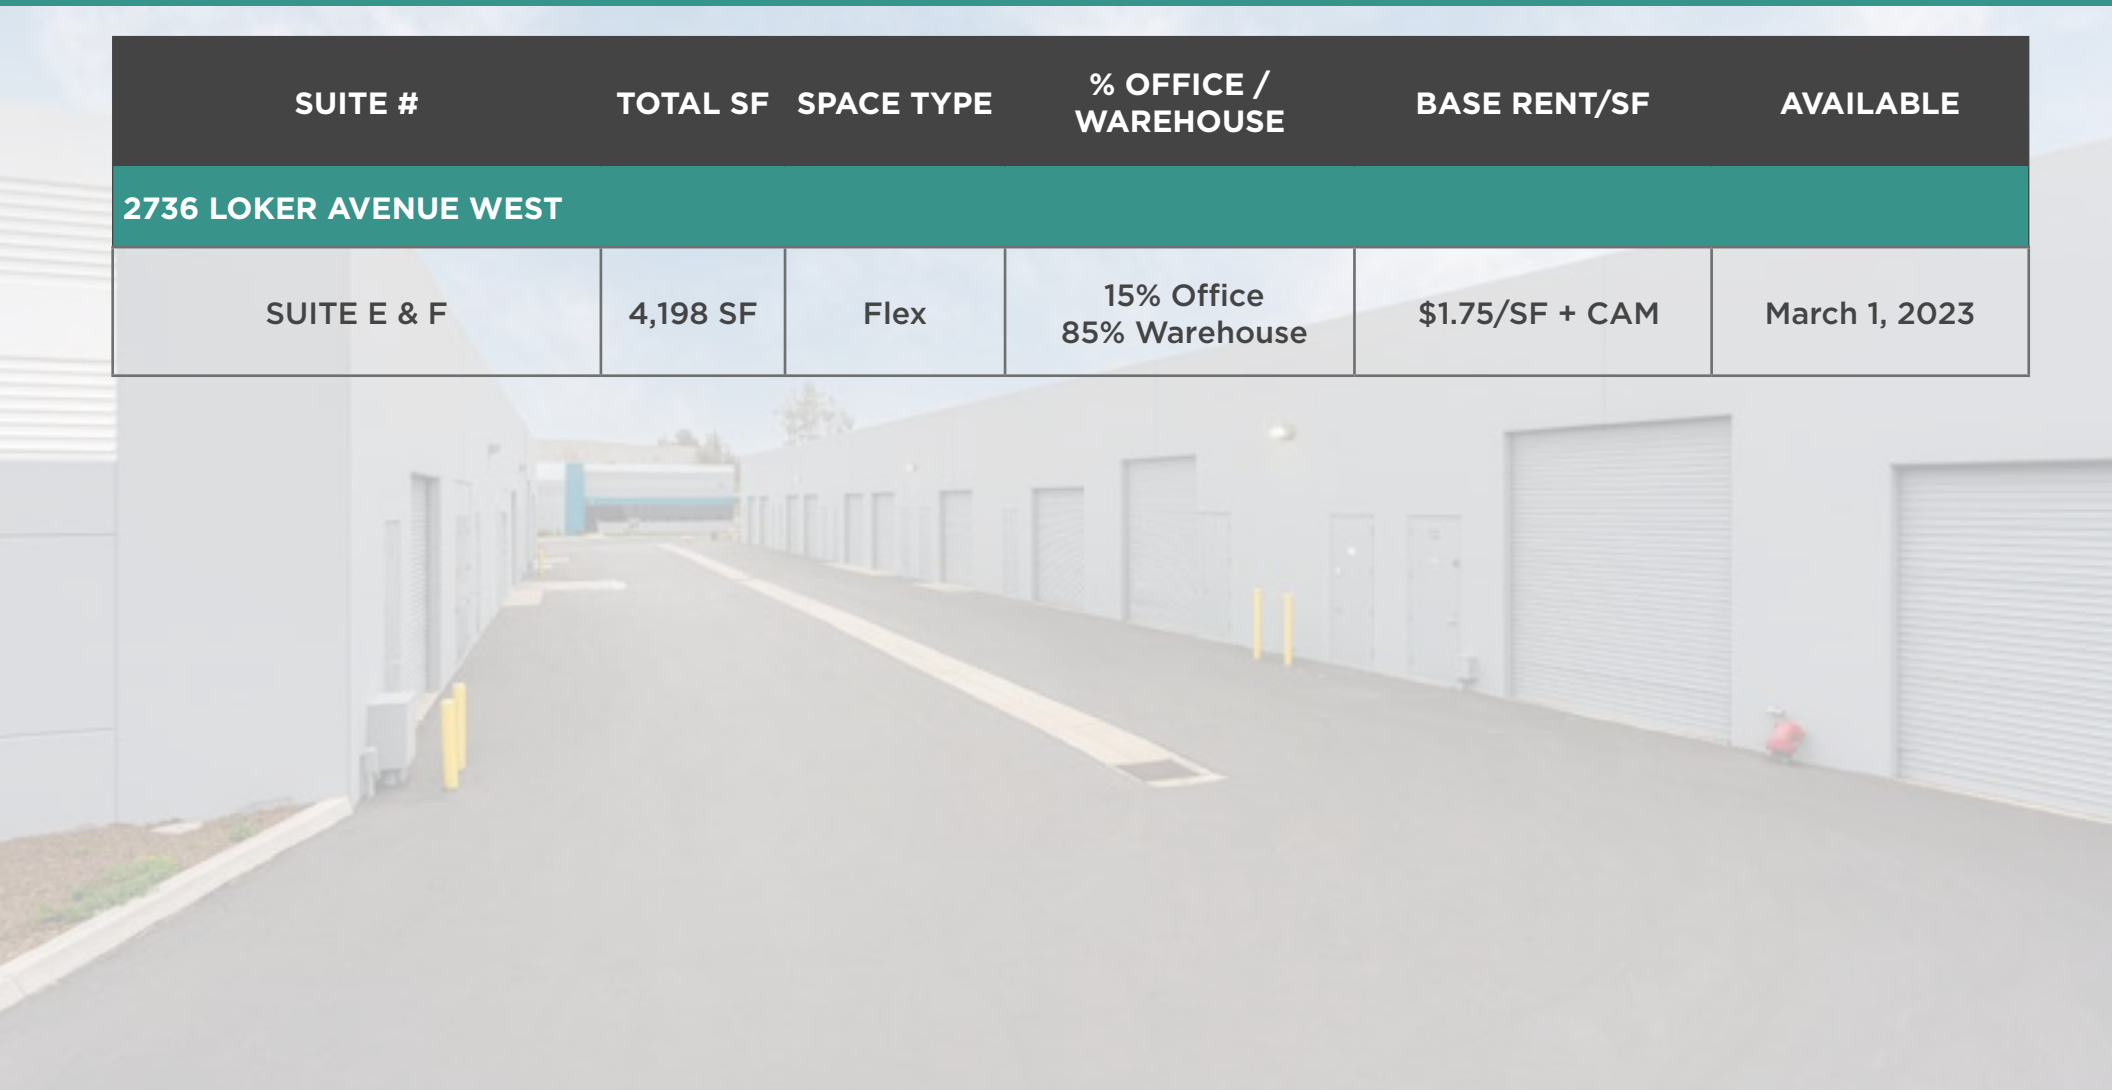 SUITE #
TOTAL SF
SPACE TYPE
% OFFICE /
WAREHOUSE
BASE RENT/SF
AVAILABLE
2736 LOKER AVENUE WEST
SUITE E & F
4,198 SF
Flex
15% Office
85% Warehouse
$1.75/SF + CAM
March 1, 2023